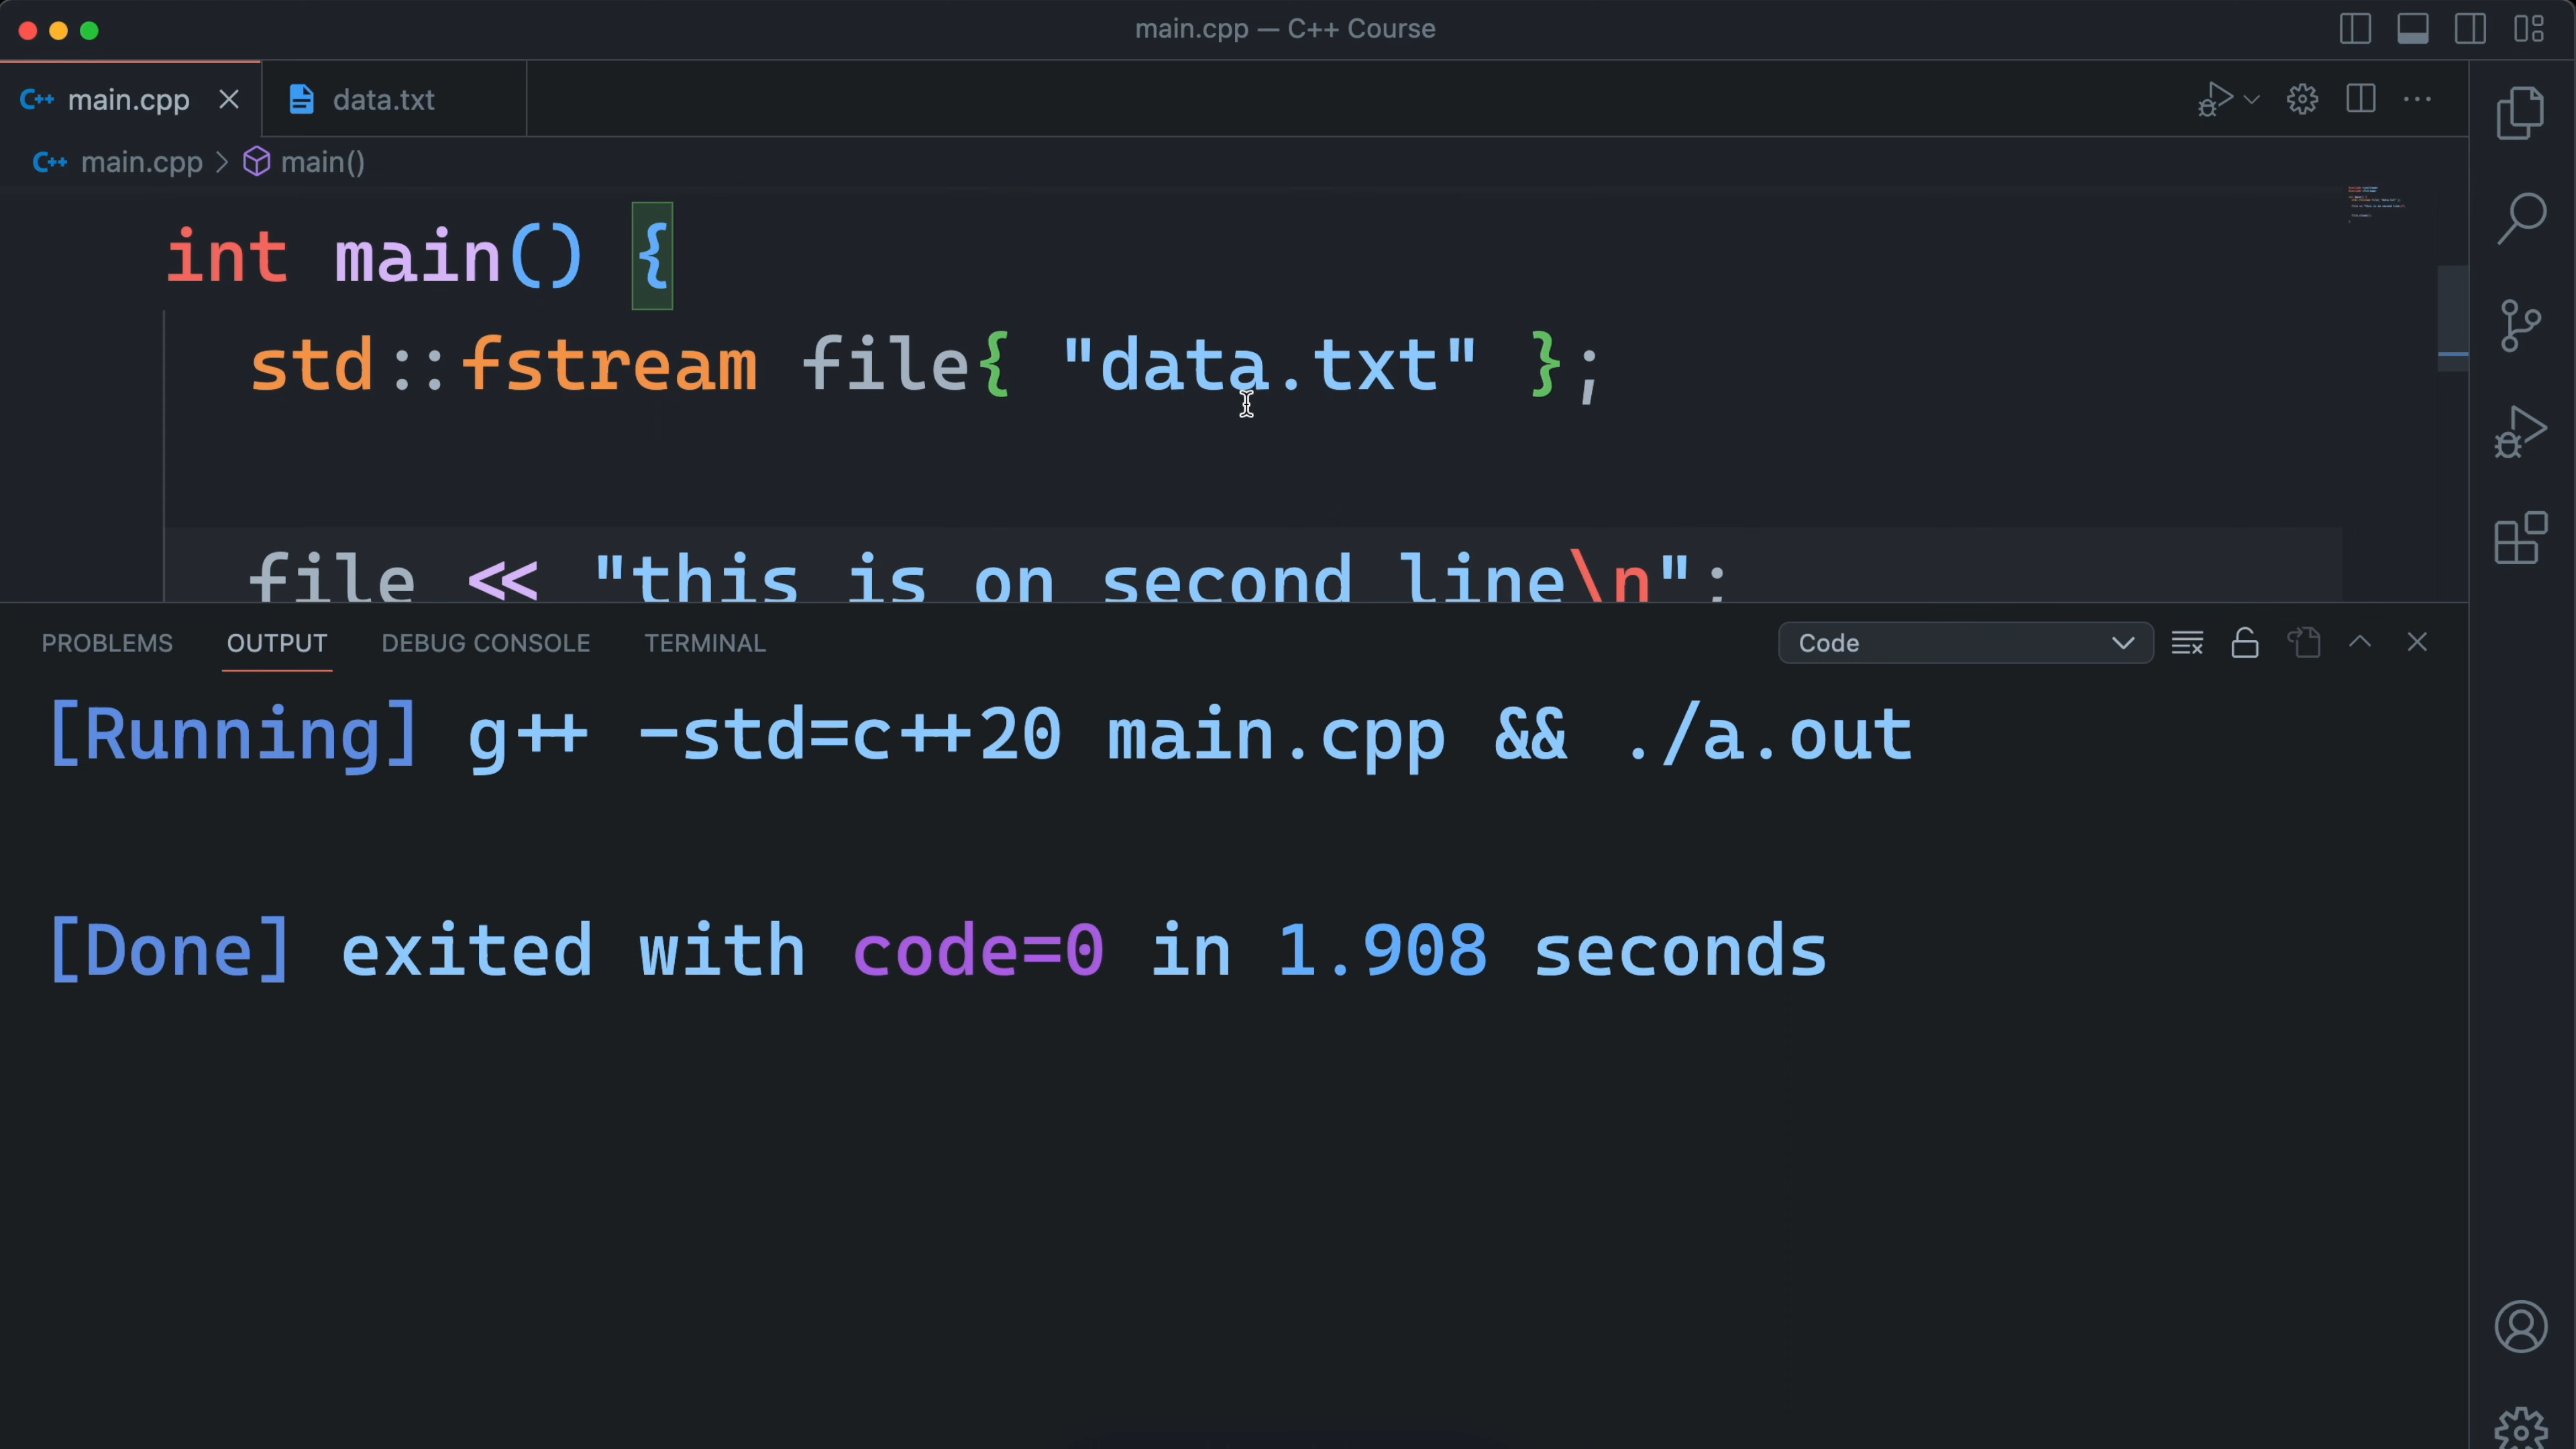 main.cpp — C++ Course
C++ main.cpp
data.txt
C++ main.cpp > main()
int main() {
std::fstream file{ "data.txt" };
file << "this is on second line\n";
PROBLEMS OUTPUT DEBUG CONSOLE TERMINAL Code
[Running] g++ -std=c++20 main.cpp && ./a.out
[Done] exited with code=0 in 1.908 seconds